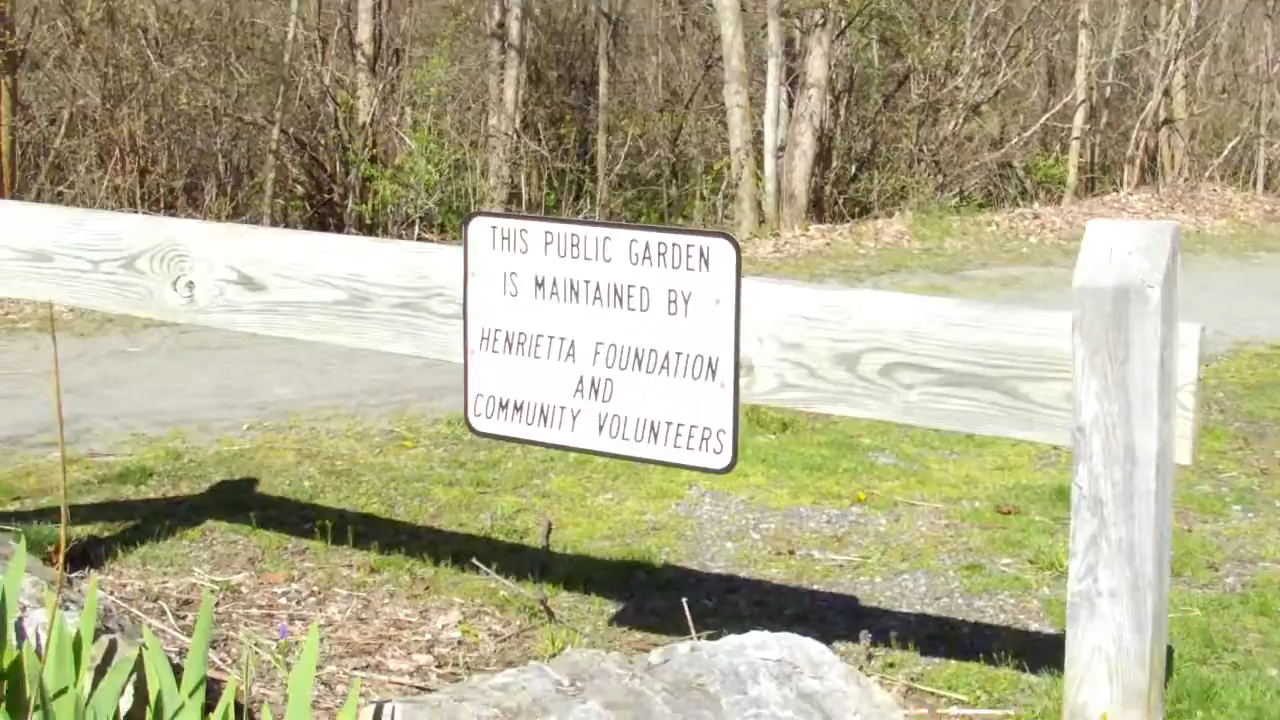 THIS PUBLIC GARDEN
IS MAINTAINED BY
HENRIETTA FOUNDATION
AND
COMMUNITY VOLUNTEERS